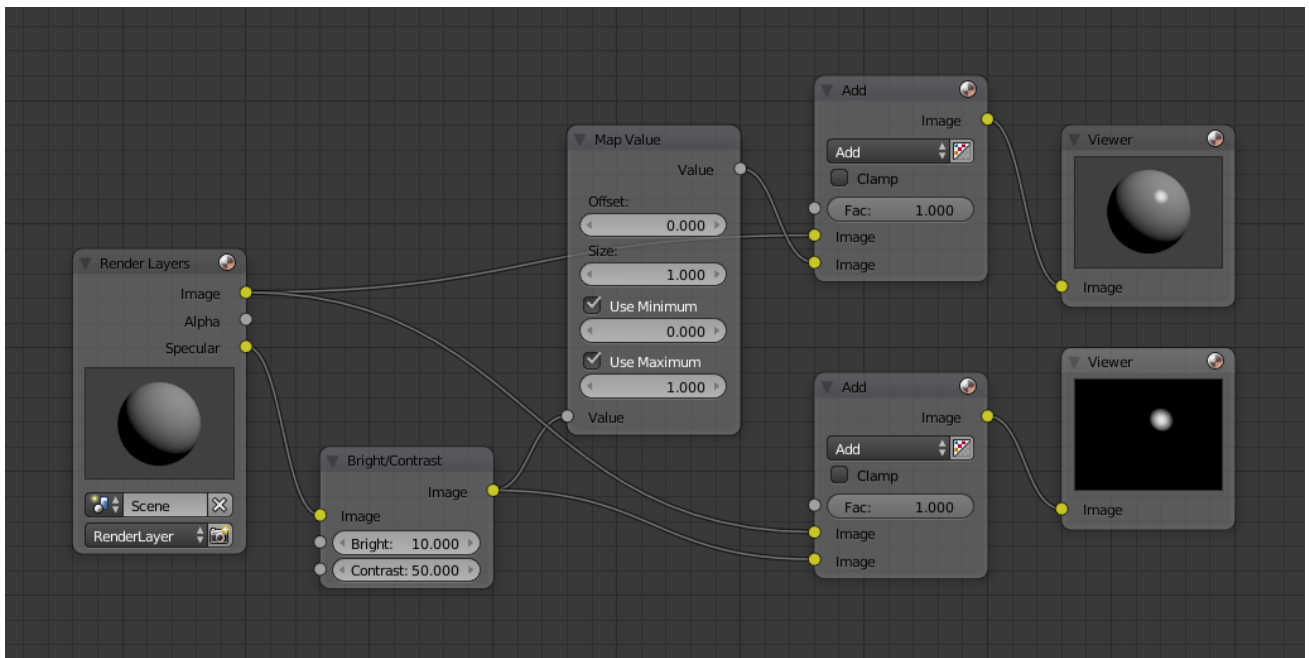 Render Layers
Image
Alpha
Specular
Scene
RenderLayer
Bright/Contrast
Image
Image
Bright: 10.000
Contrast: 50.000
Map Value
Value
Offset:
0.000
Size:
1.000
Use Minimum
0.000
Use Maximum
1.000
Value
Add
Image
Add
Clamp
Fac: 1.000
Image
Image
Viewer
Image
Add
Image
Add
Clamp
Fac: 1.000
Image
Image
Viewer
Image